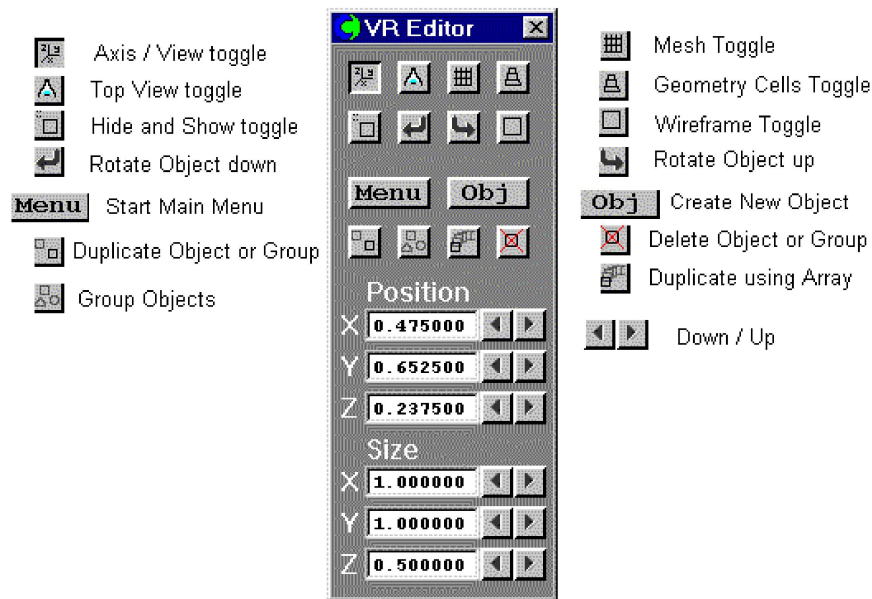 Axis / View toggle
Top View toggle
Hide and Show toggle
Rotate Object down
Menu Start Main Menu
Duplicate Object or Group
Group Objects
VR Editor
Menu Obj
Position
X 0.475000
Y 0.652500
Z 0.237500
Size
X 1.000000
Y 1.000000
Z 0.500000
Mesh Toggle
Geometry Cells Toggle
Wireframe Toggle
Rotate Object up
Obj Create New Object
Delete Object or Group
Duplicate using Array
Down / Up